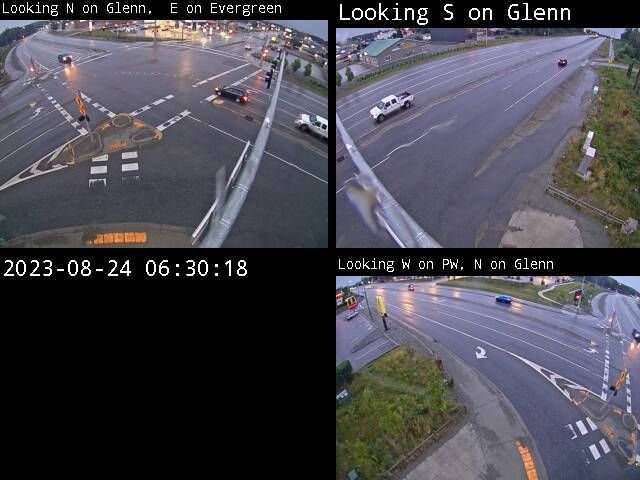 Looking N on Glenn,  E on Evergreen
Looking S on Glenn
2023-08-24 06:30:18
Looking W on PW, N on Glenn